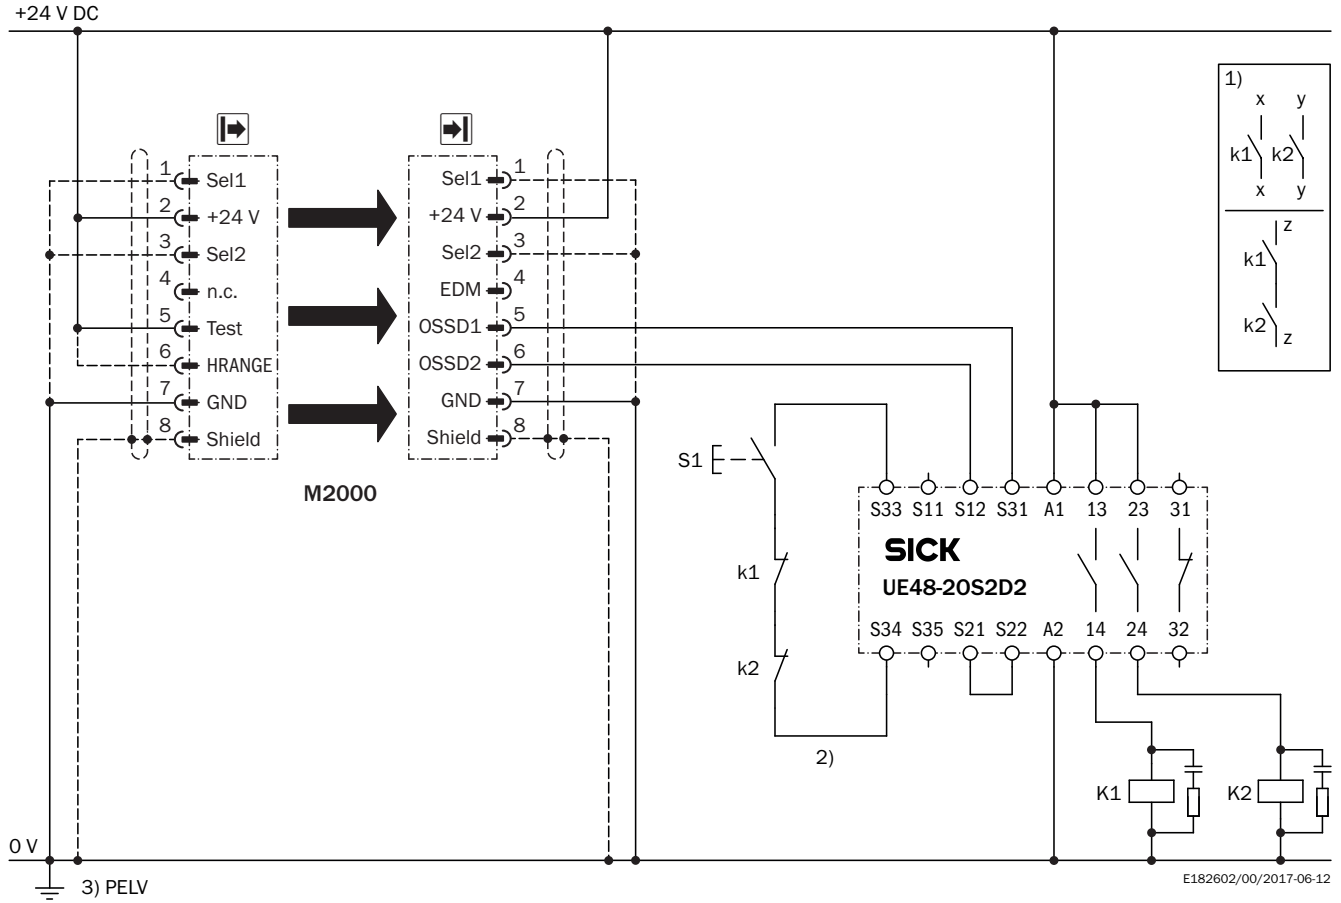 +24 V DC
1)
x y
k1 k2
x y
z
k1
k2
z
1 Sel1
2 +24 V
3 Sel2
4 n.c.
5 Test
6 HRANGE
7 GND
8 Shield
Sel1 1
+24 V 2
Sel2 3
EDM 4
OSSD1 5
OSSD2 6
GND 7
Shield 8
M2000
S1
k1
k2
2)
S33 S11 S12 S31 A1 13 23 31
SICK
UE48-20S2D2
S34 S35 S21 S22 A2 14 24 32
K1 K2
0 V
3) PELV
E182602/00/2017-06-12